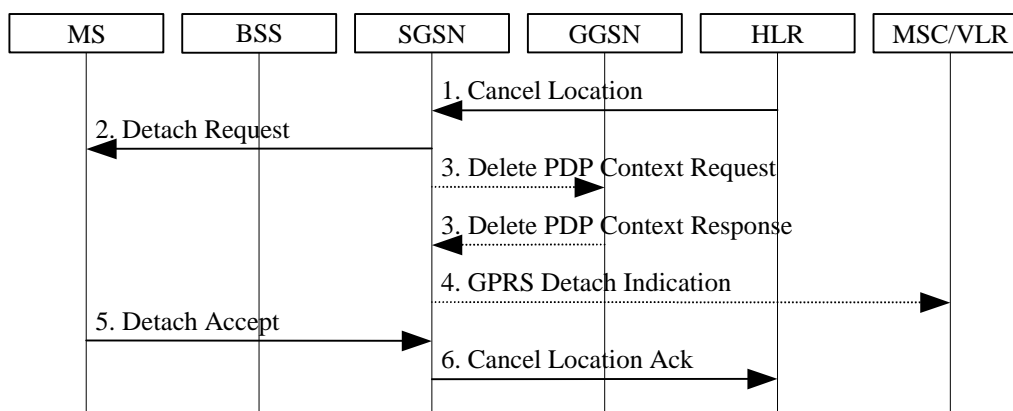 MS BSS SGSN GGSN HLR MSC/VLR
1. Cancel Location
2. Detach Request
3. Delete PDP Context Request
3. Delete PDP Context Response
4. GPRS Detach Indication
5. Detach Accept
6. Cancel Location Ack